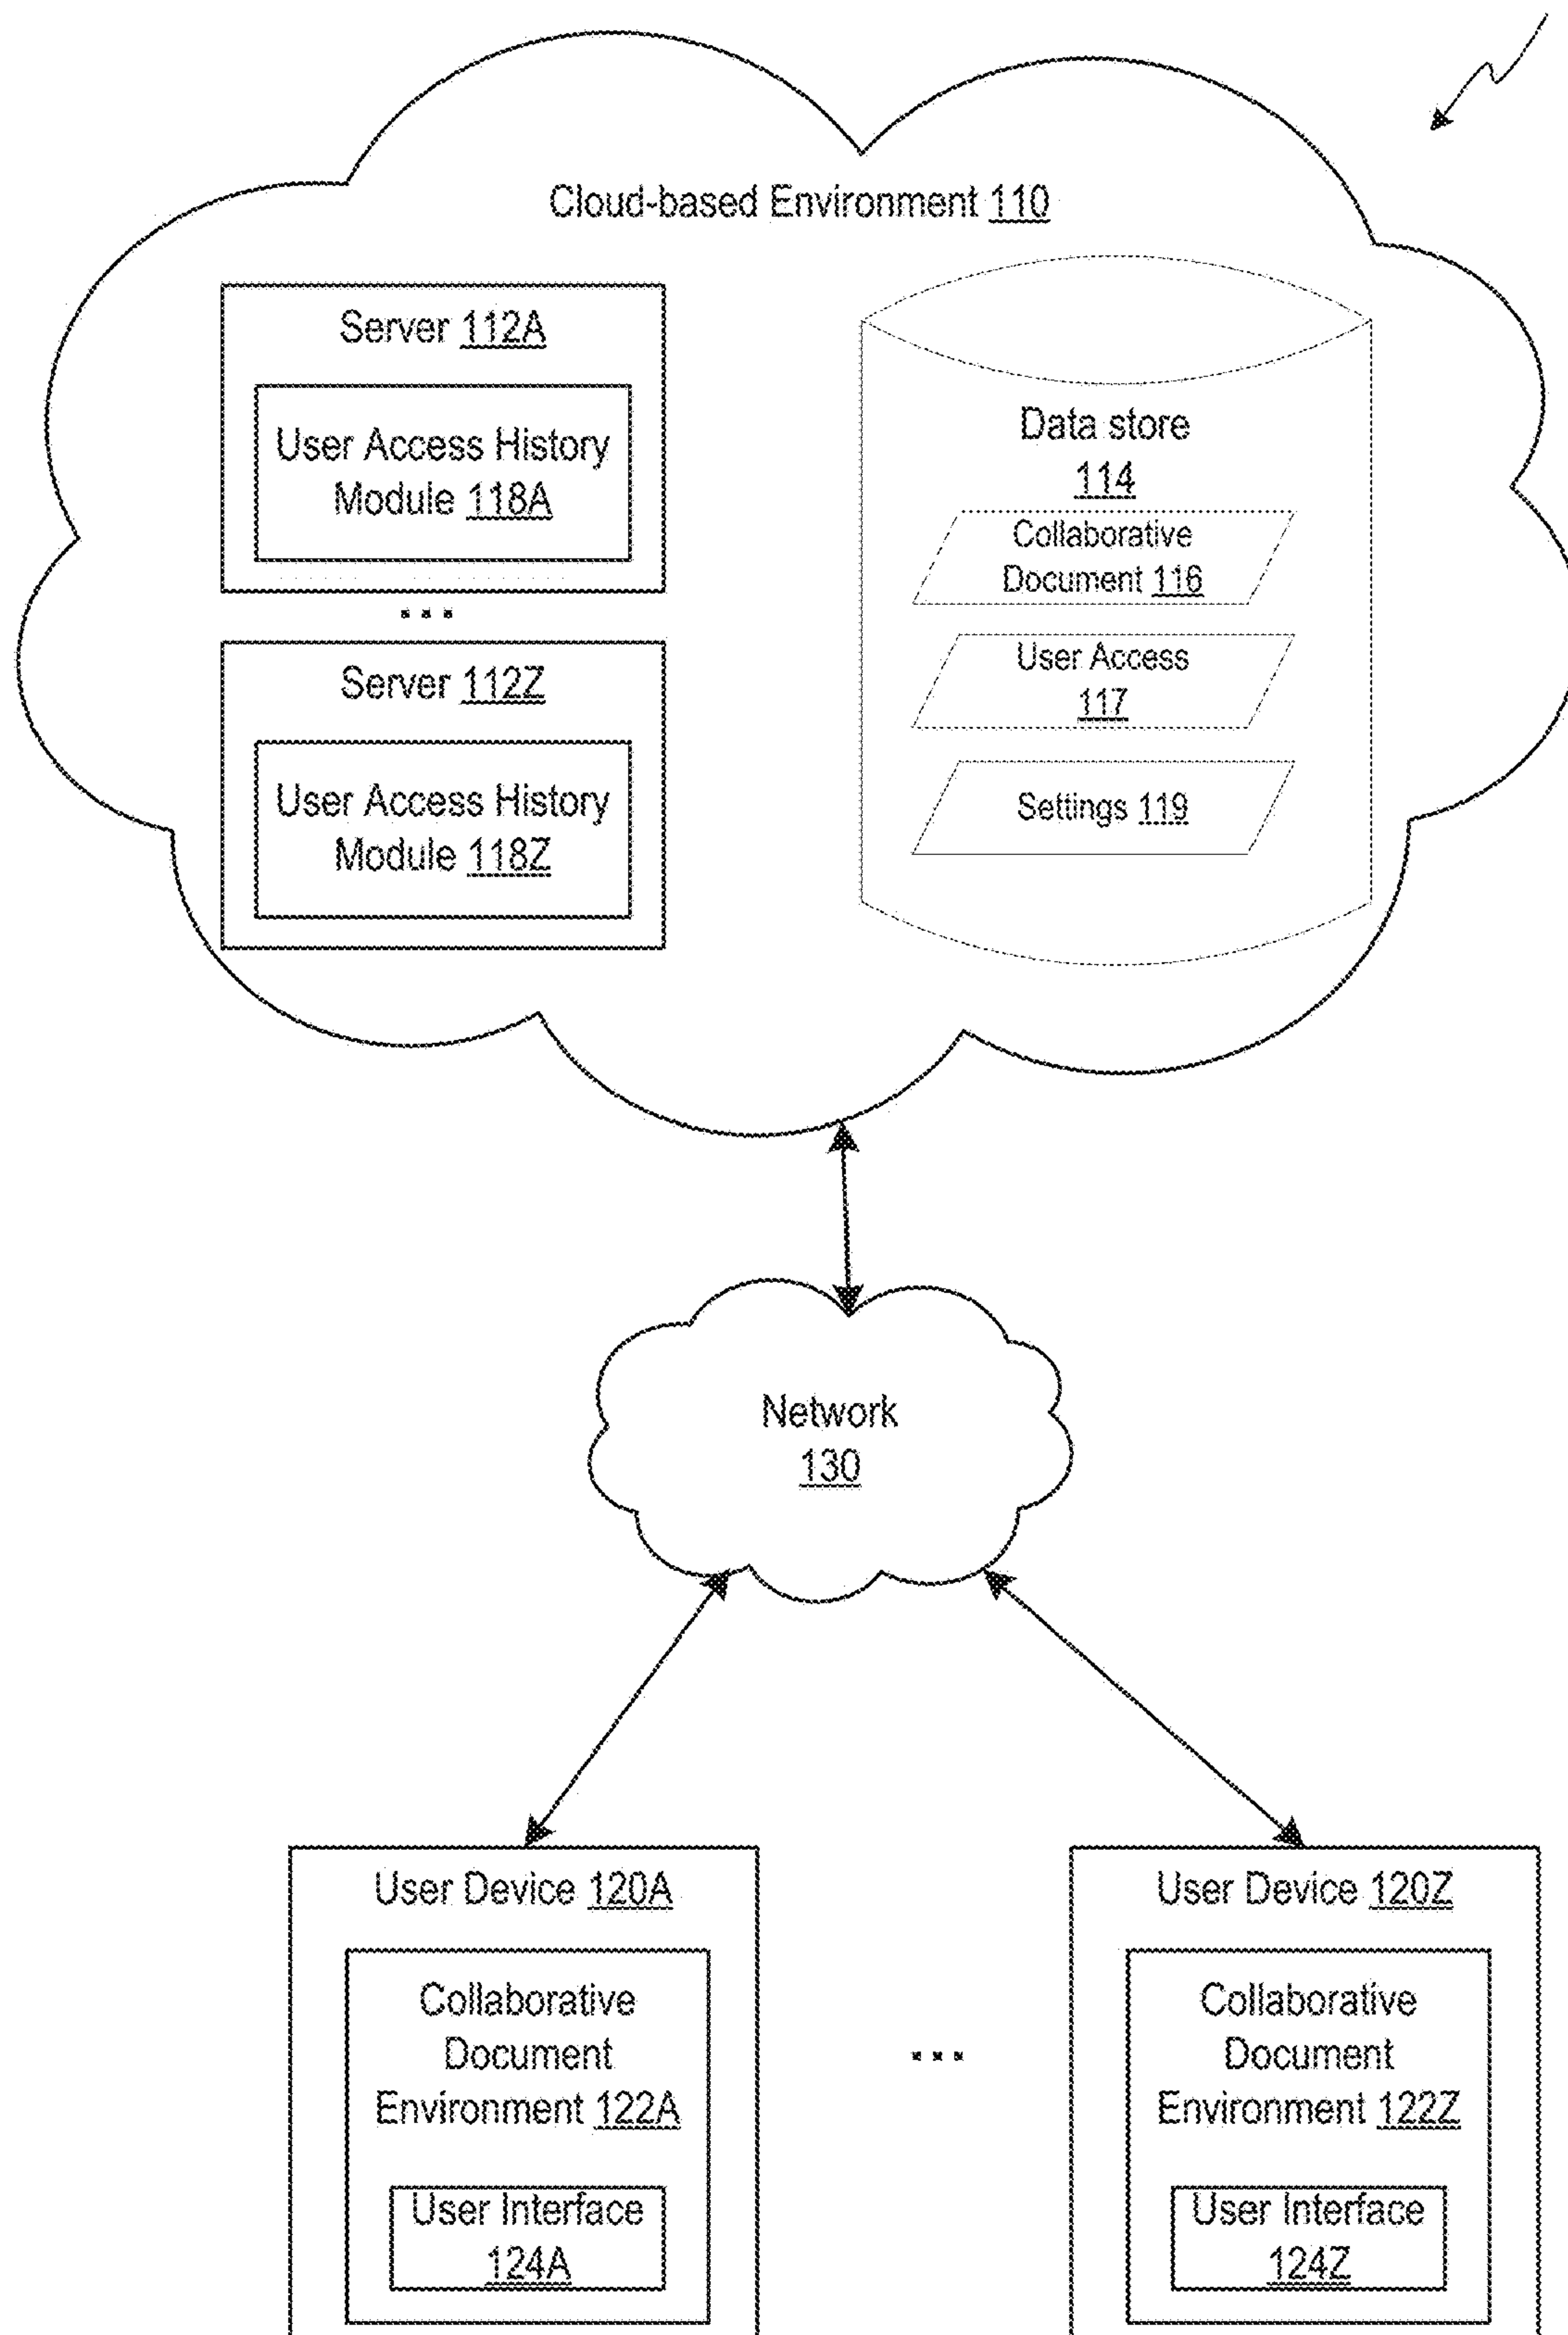 Cloud-based Environment 110
Server 112A
User Access History
Module 118A
...
Server 112Z
User Access History
Module 118Z
Data store
114
Collaborative
Document 116
User Access
117
Settings 119
Network
130
User Device 120A
Collaborative
Document
Environment 122A
User Interface
124A
...
User Device 120Z
Collaborative
Document
Environment 122Z
User Interface
124Z